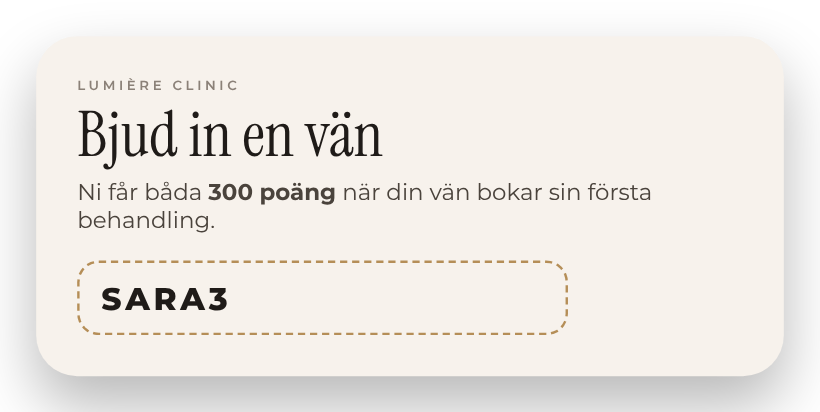 LUMIÈRE CLINIC
Bjud in en vän
Ni får båda 300 poäng när din vän bokar sin första
behandling.
SARA3